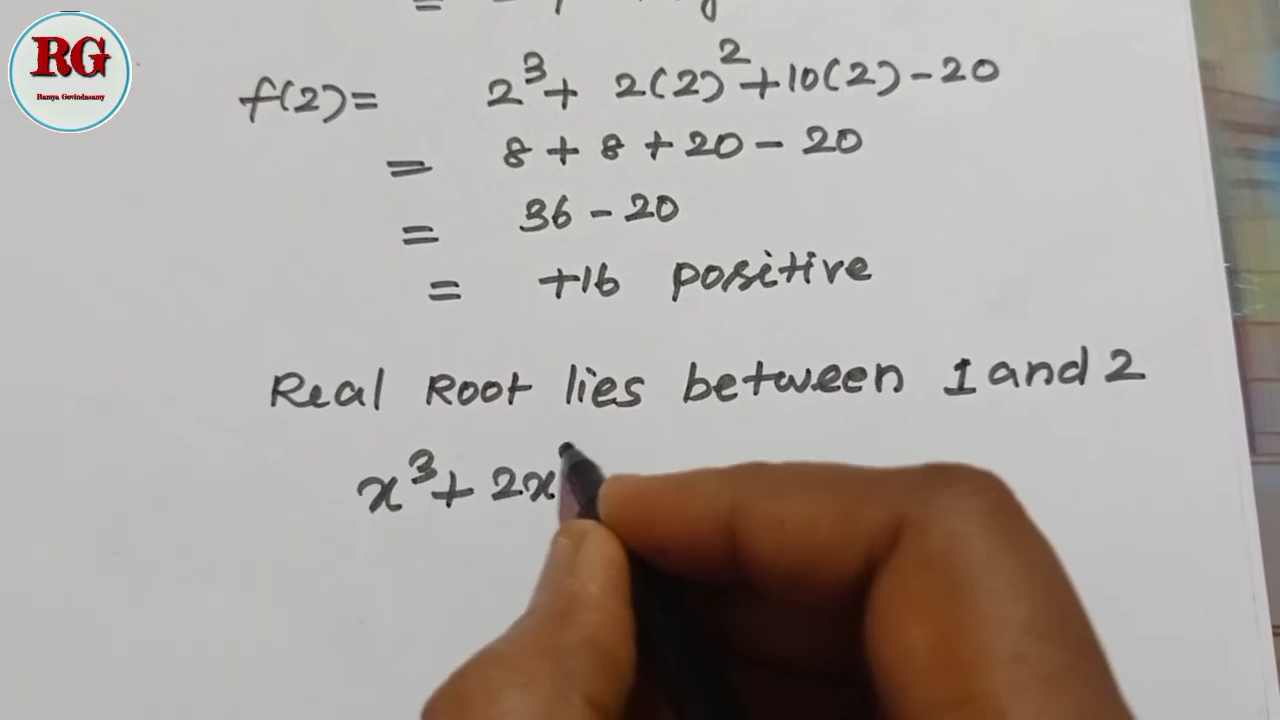 RG
Ramya Govindasamy
f(2)= 2³+ 2(2)²+10(2)-20
= 8 + 8 + 20 - 20
= 36 - 20
= +16 positive
Real Root lies between 1 and 2
x³+ 2x